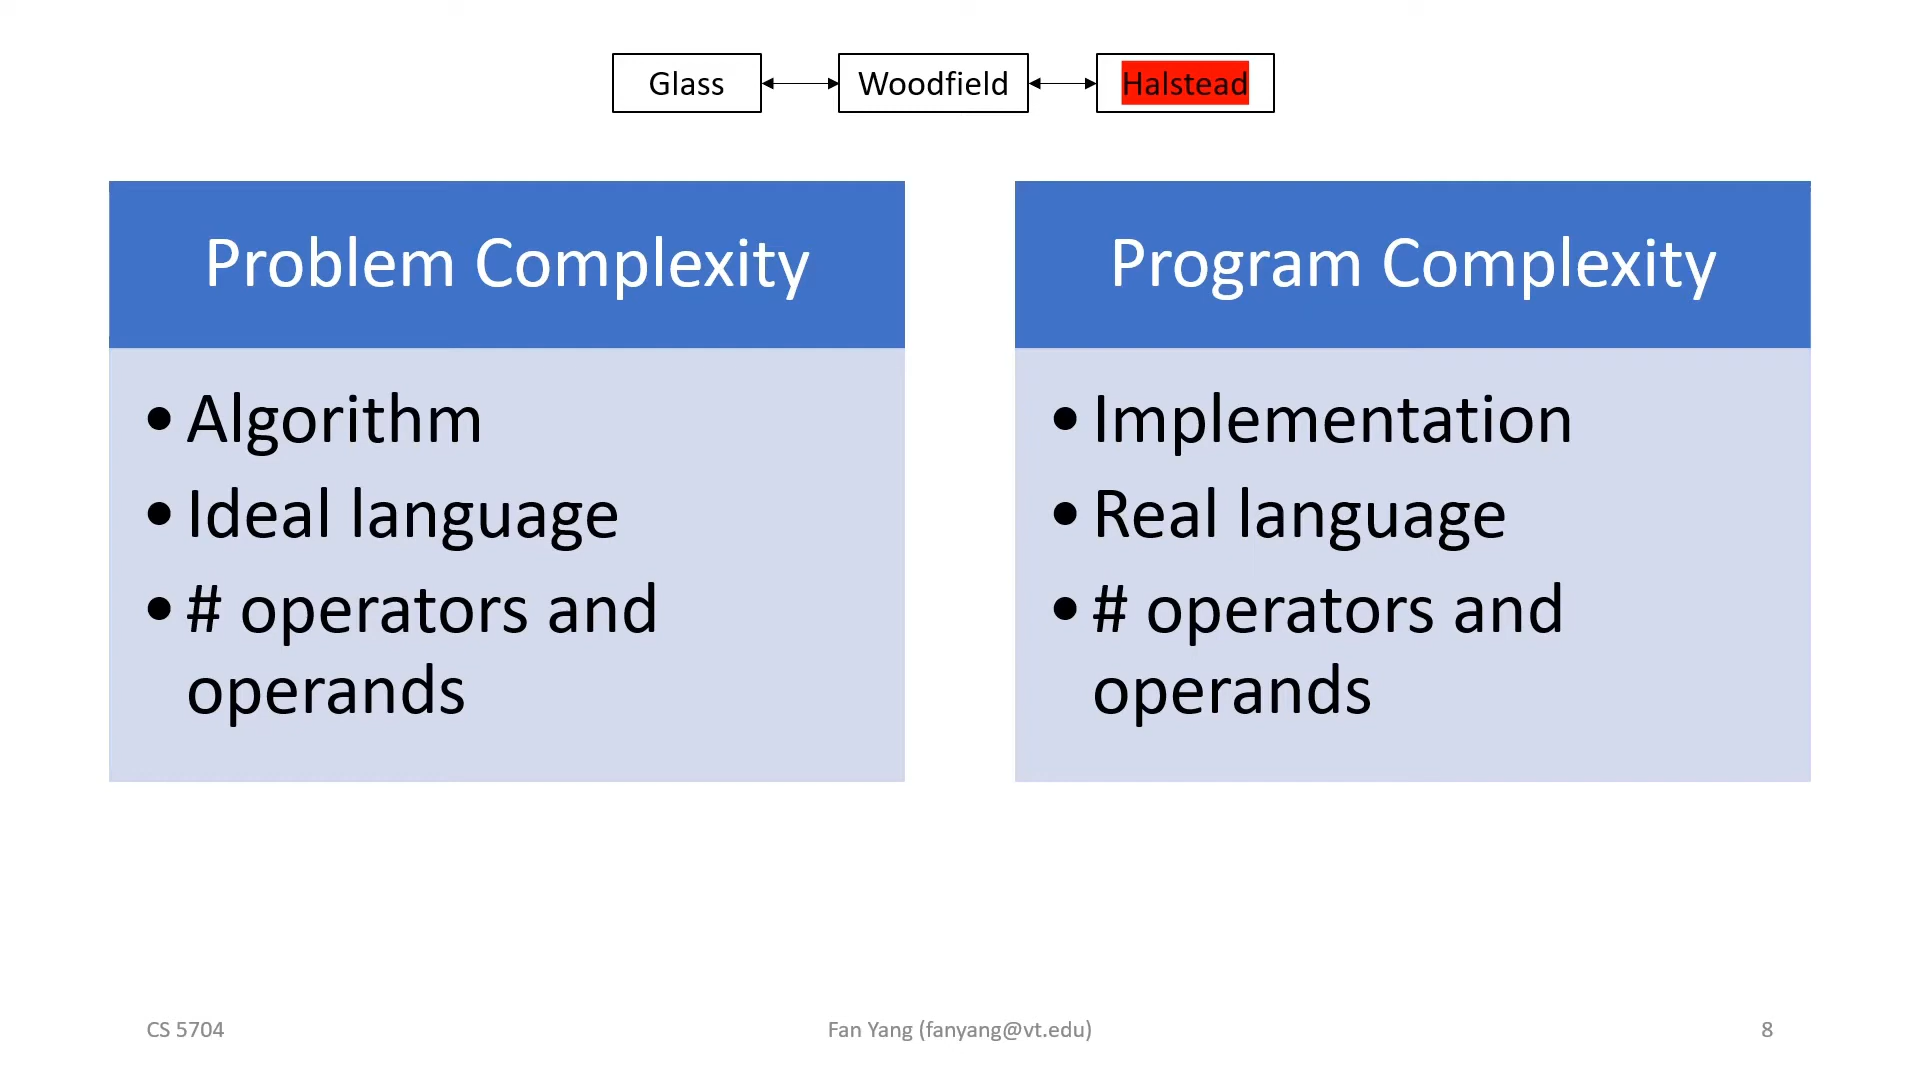 Glass
Woodfield
Halstead
Problem Complexity
• Algorithm
• Ideal language
• # operators and
operands
Program Complexity
• Implementation
• Real language
• # operators and
operands
CS 5704
Fan Yang (fanyang@vt.edu)
8